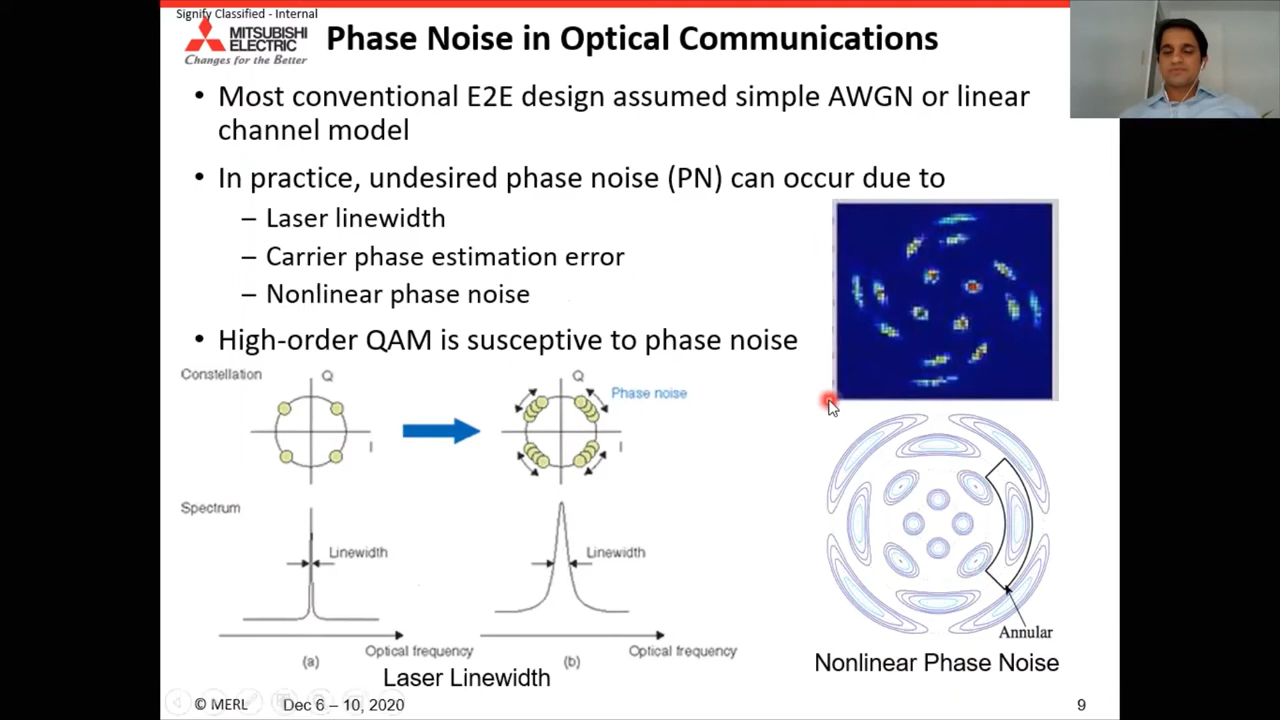 Signify Classified - Internal
MITSUBISHI
ELECTRIC
Changes for the Better
Phase Noise in Optical Communications
• Most conventional E2E design assumed simple AWGN or linear
channel model
• In practice, undesired phase noise (PN) can occur due to
– Laser linewidth
– Carrier phase estimation error
– Nonlinear phase noise
• High-order QAM is susceptive to phase noise
Constellation
Q
I
Q
Phase noise
I
Spectrum
Linewidth
Linewidth
Optical frequency
Optical frequency
(a)
(b)
Laser Linewidth
Annular
Nonlinear Phase Noise
© MERL
Dec 6 – 10, 2020
9